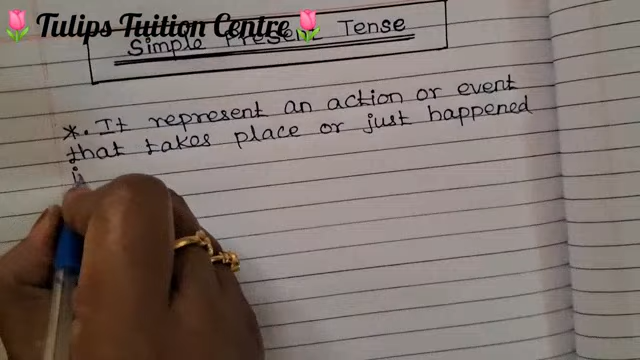 🌷Tulips Tuition Centre🌷
Simple Present Tense
*. It represent an action or event
that takes place or just happened
i